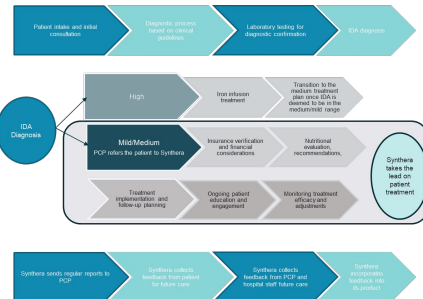 Patient intake and initial
consultation
Diagnostic process
based on clinical
guidelines
Laboratory testing for
diagnostic confirmation
IDA diagnosis
IDA
Diagnosis
High
Iron infusion
treatment
Transition to the
medium treatment
plan once IDA is
deemed to be in the
medium/mild range
Mild/Medium
PCP refers the patient to Synthera
Insurance verification
and financial
considerations
Nutritional
evaluation,
recommendations,
Treatment
implementation and
follow-up planning
Ongoing patient
education and
engagement
Monitoring treatment
efficacy and
adjustments
Synthera
takes the
lead on
patient
treatment
Synthera sends regular reports to
PCP
Synthera collects
feedback from patient
for future care
Synthera collects
feedback from PCP and
hospital staff future care
Synthera
incorporates
feedback into
its product